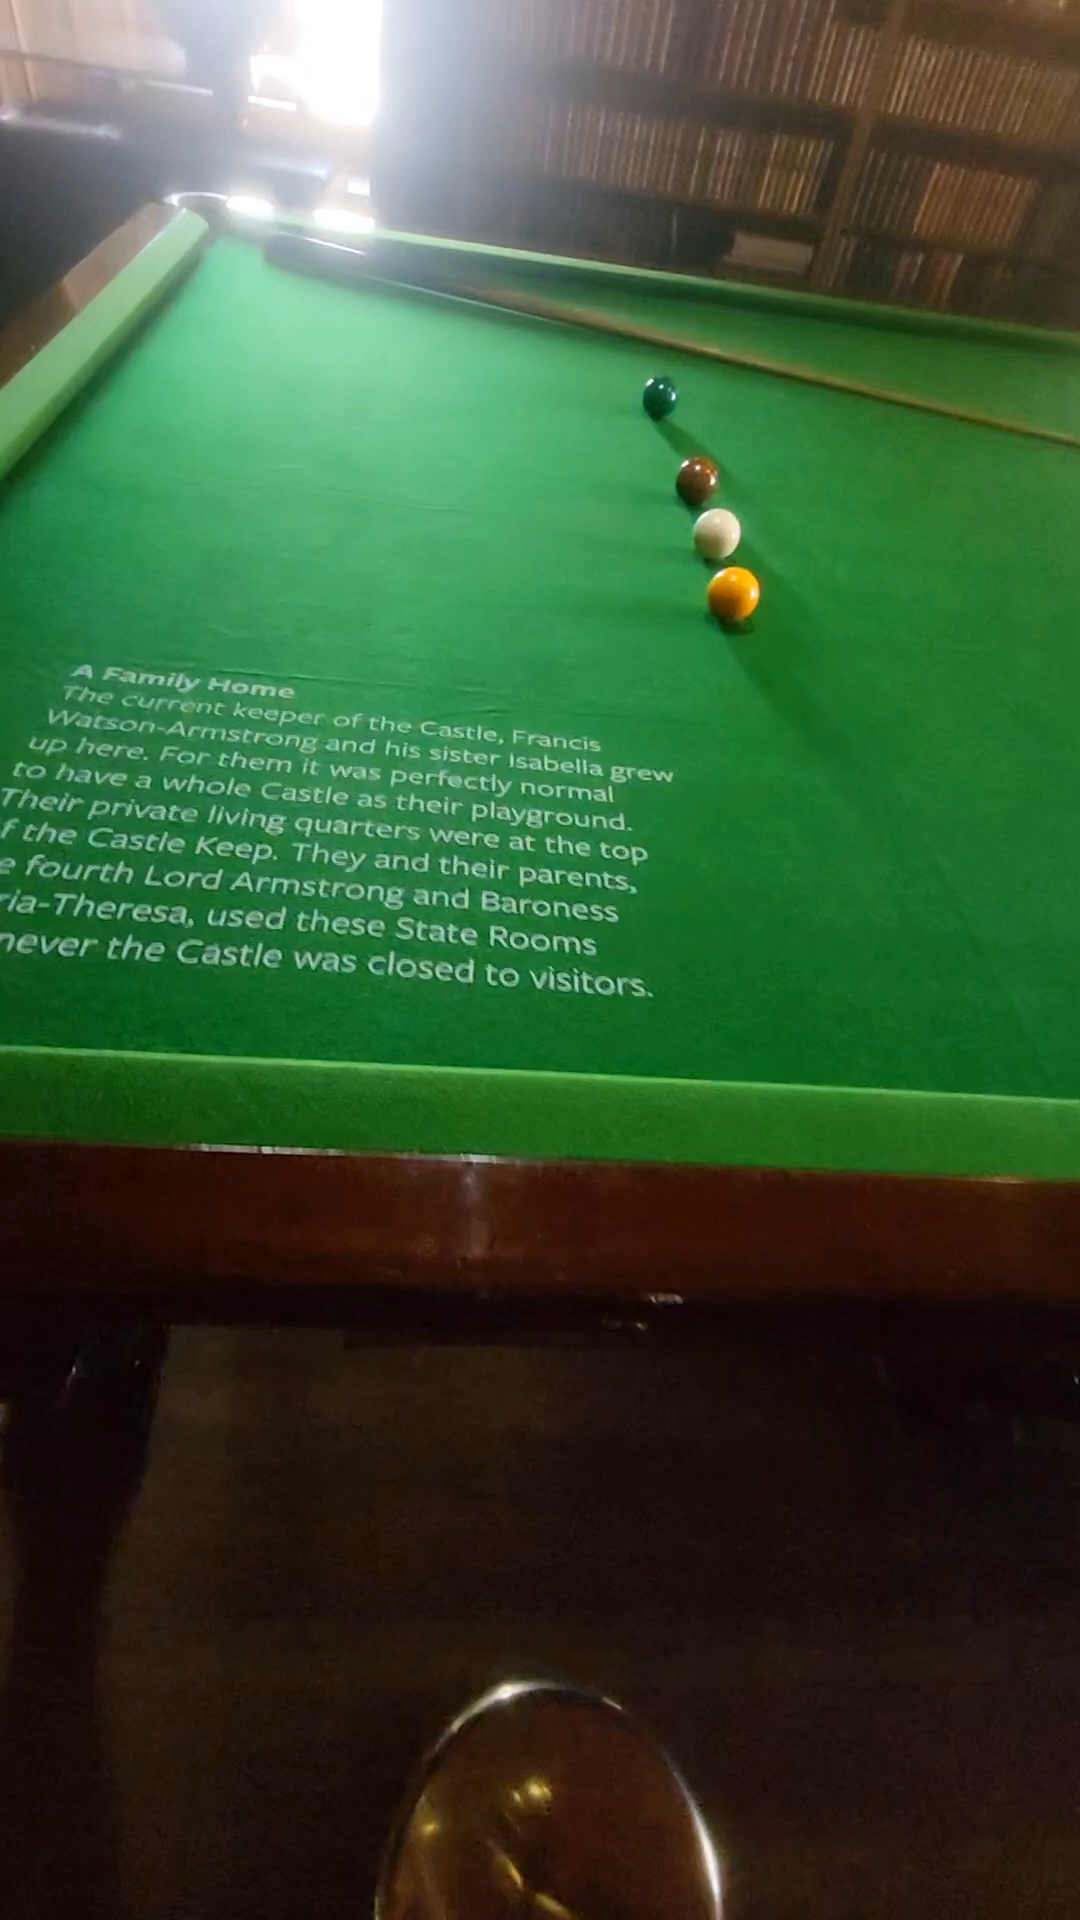 A Family Home
The current keeper of the Castle, Francis
Watson-Armstrong and his sister Isabella grew
up here. For them it was perfectly normal
to have a whole Castle as their playground.
Their private living quarters were at the top
f the Castle Keep. They and their parents,
e fourth Lord Armstrong and Baroness
ria-Theresa, used these State Rooms
never the Castle was closed to visitors.